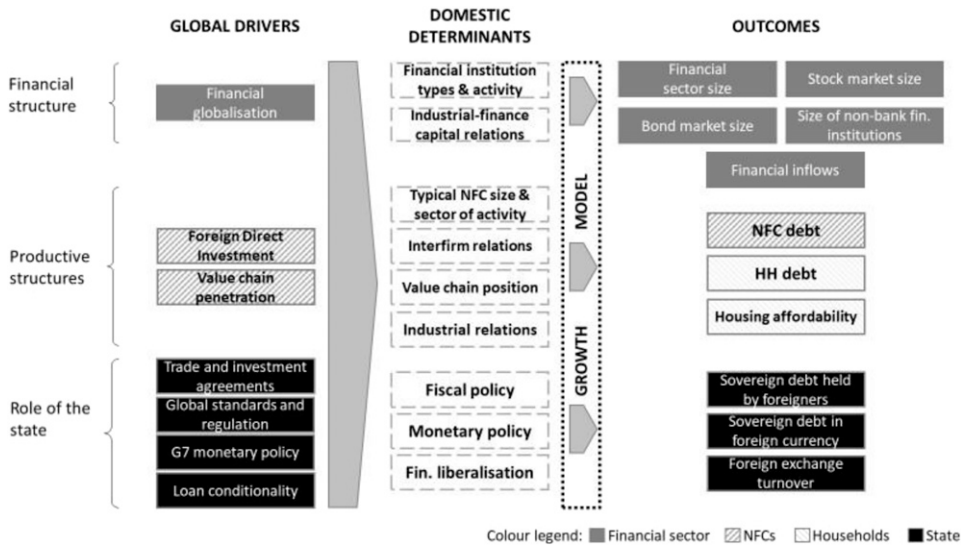 GLOBAL DRIVERS
DOMESTIC
DETERMINANTS
OUTCOMES
Financial
structure
Financial
globalisation
Financial institution
types & activity
Industrial-finance
capital relations
Financial
sector size
Stock market size
Bond market size
Size of non-bank fin.
institutions
Financial inflows
Productive
structures
Foreign Direct
Investment
Value chain
penetration
Typical NFC size &
sector of activity
Interfirm relations
Value chain position
Industrial relations
GROWTH MODEL
NFC debt
HH debt
Housing affordability
Role of the
state
Trade and investment
agreements
Global standards and
regulation
G7 monetary policy
Loan conditionality
Fiscal policy
Monetary policy
Fin. liberalisation
Sovereign debt held
by foreigners
Sovereign debt in
foreign currency
Foreign exchange
turnover
Colour legend: Financial sector NFCs Households State